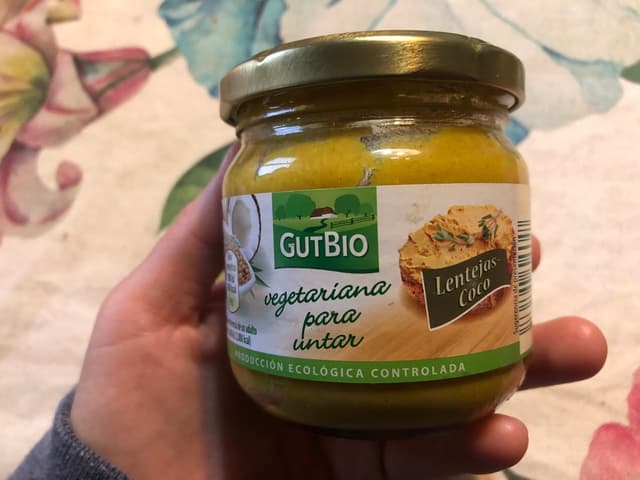 GUTBIO
vegetariana
para
untar
Lentejas-
Coco
PRODUCCIÓN ECOLÓGICA CONTROLADA